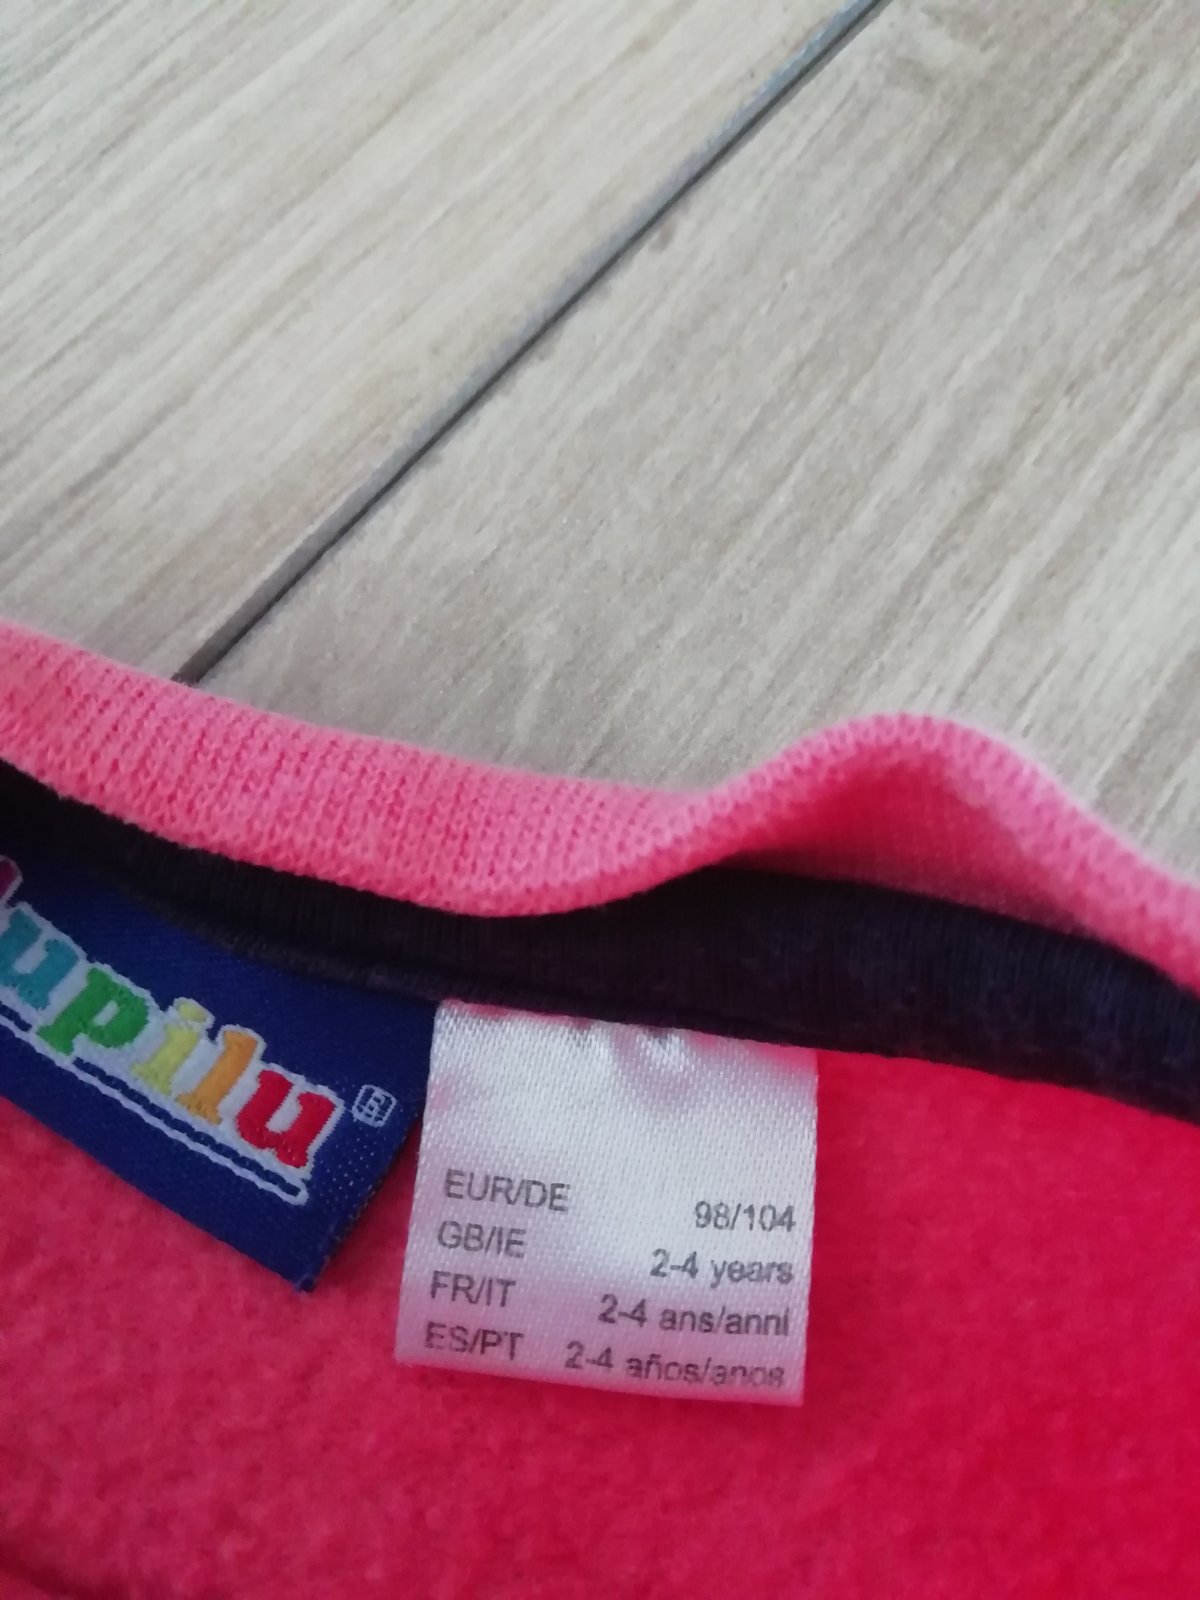 lupilu®
EUR/DE 98/104
GB/IE 2-4 years
FR/IT 2-4 ans/anni
ES/PT 2-4 años/anos